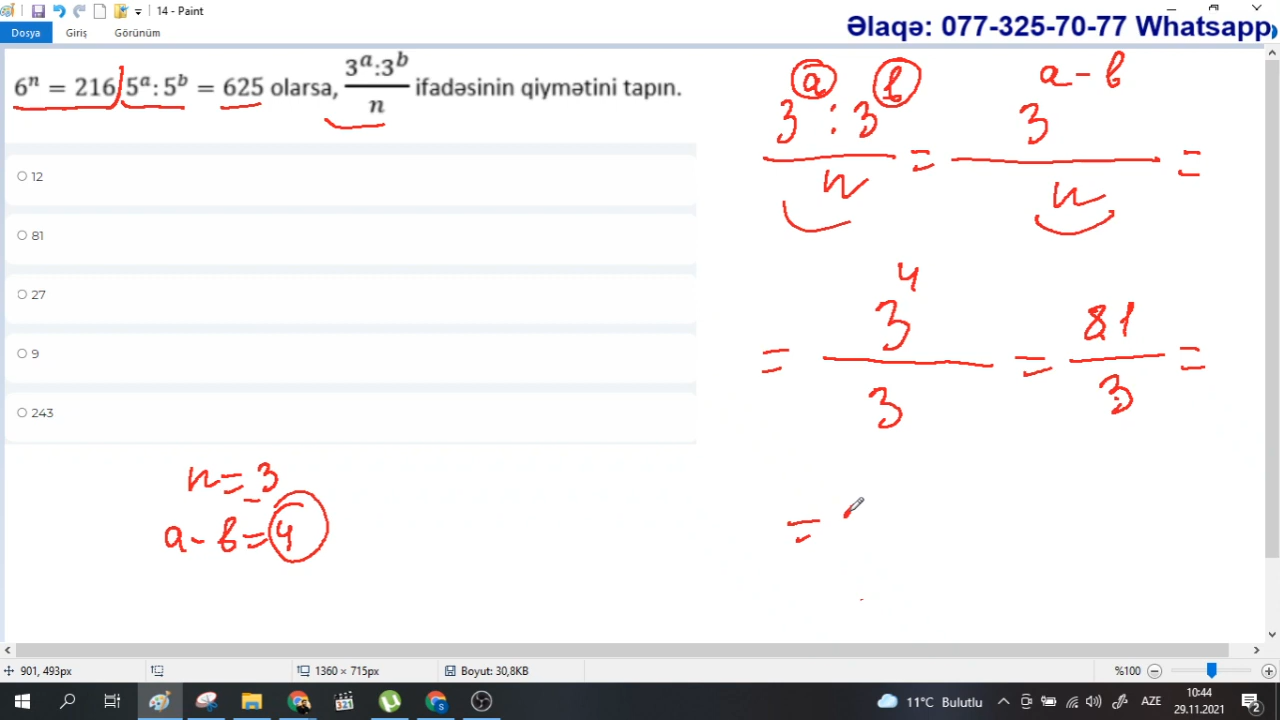 14 - Paint
Dosya Giriş Görünüm
Əlaqə: 077-325-70-77 Whatsapp
6ⁿ = 216, 5ᵃ : 5ᵇ = 625 olarsa, (3ᵃ:3ᵇ)/n ifadəsinin qiymətini tapın.
12
81
27
9
243
n = 3
a - b = 4
(3ᵃ : 3ᵇ)/n = 3ᵃ⁻ᵇ/n =
= 3⁴/3 = 81/3 =
=
901, 493px 1360 × 715px Boyut: 30,8KB %100
11°C Bulutlu AZE 10:44
29.11.2021 2